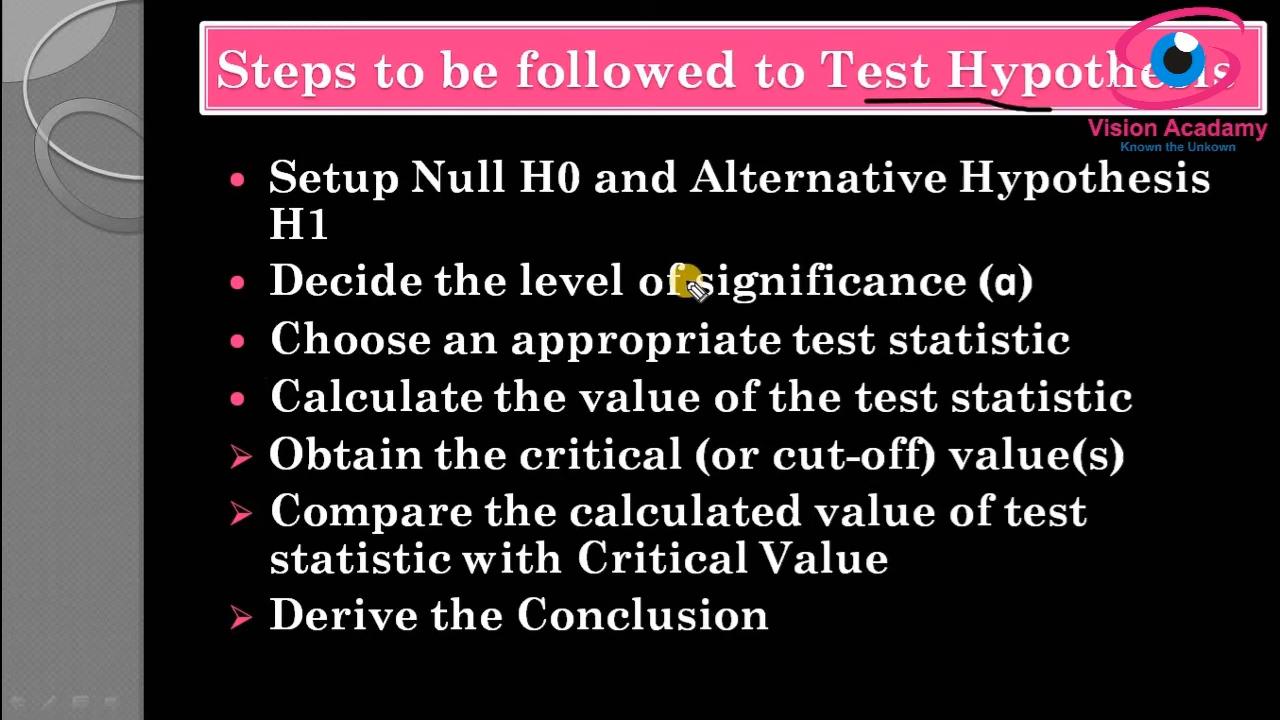 Steps to be followed to Test Hypothesis
Vision Acadamy
Known the Unkown
• Setup Null H0 and Alternative Hypothesis
H1
• Decide the level of significance (α)
• Choose an appropriate test statistic
• Calculate the value of the test statistic
➢ Obtain the critical (or cut-off) value(s)
➢ Compare the calculated value of test
statistic with Critical Value
➢ Derive the Conclusion